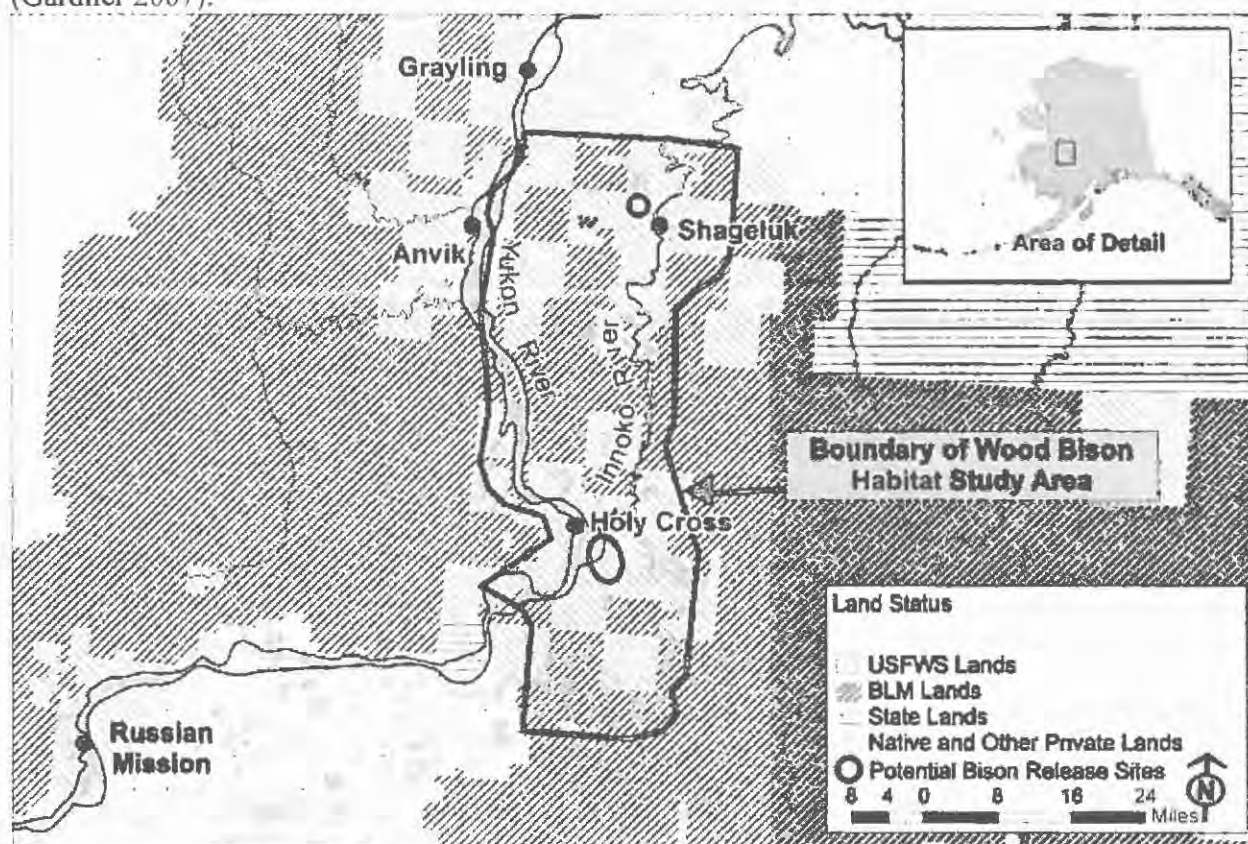 (Gardner 2007).
Grayling
Anvik
Shageluk
Yukon
River
Innoko River
Area of Detail
Boundary of Wood Bison
Habitat Study Area
Holy Cross
Russian
Mission
Land Status
USFWS Lands
BLM Lands
State Lands
Native and Other Private Lands
Potential Bison Release Sites
N
8 4 0 8 16 24
Miles